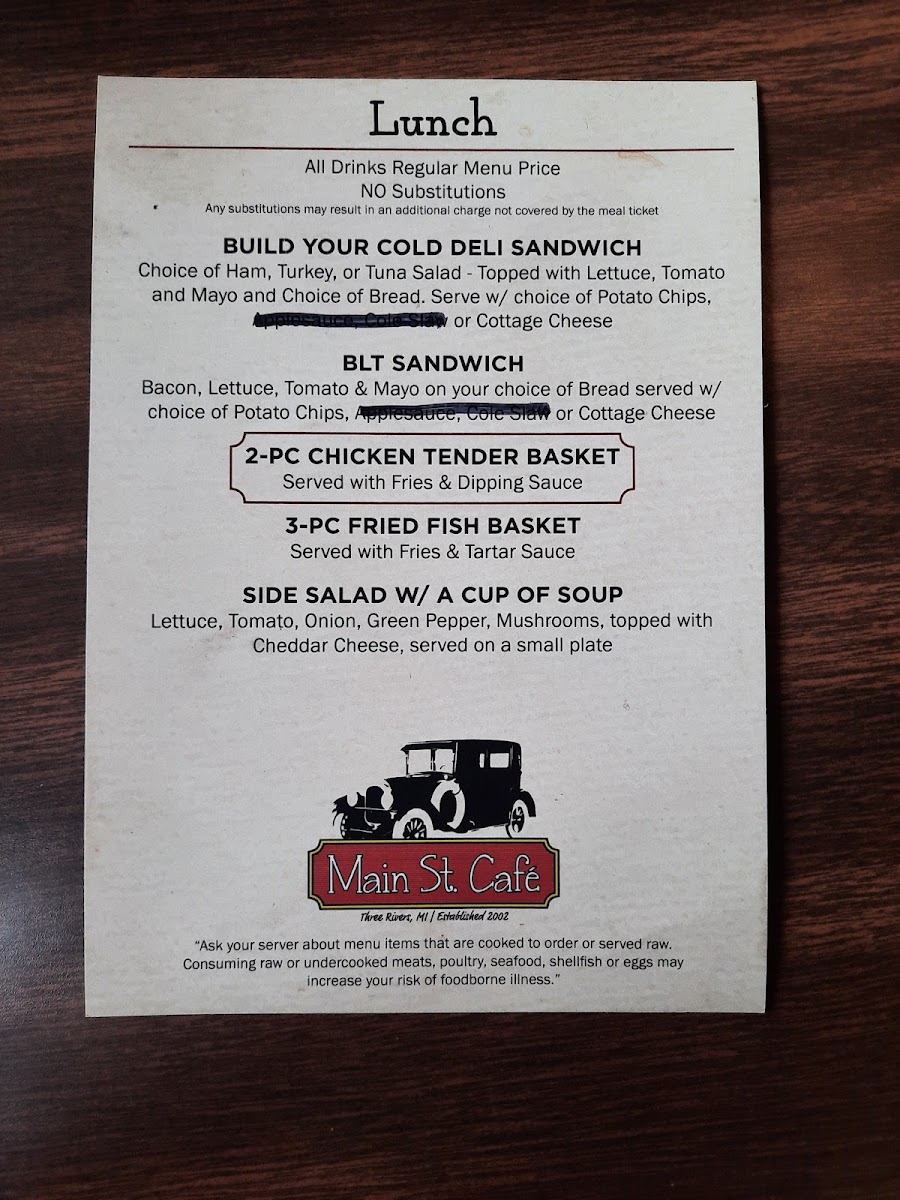 Lunch
All Drinks Regular Menu Price
NO Substitutions
Any substitutions may result in an additional charge not covered by the meal ticket
BUILD YOUR COLD DELI SANDWICH
Choice of Ham, Turkey, or Tuna Salad - Topped with Lettuce, Tomato
and Mayo and Choice of Bread. Serve w/ choice of Potato Chips,
Applesauce, Cole Slaw or Cottage Cheese
BLT SANDWICH
Bacon, Lettuce, Tomato & Mayo on your choice of Bread served w/
choice of Potato Chips, Applesauce, Cole Slaw or Cottage Cheese
2-PC CHICKEN TENDER BASKET
Served with Fries & Dipping Sauce
3-PC FRIED FISH BASKET
Served with Fries & Tartar Sauce
SIDE SALAD W/ A CUP OF SOUP
Lettuce, Tomato, Onion, Green Pepper, Mushrooms, topped with
Cheddar Cheese, served on a small plate
Main St. Café
Three Rivers, MI | Established 2002
“Ask your server about menu items that are cooked to order or served raw.
Consuming raw or undercooked meats, poultry, seafood, shellfish or eggs may
increase your risk of foodborne illness.”